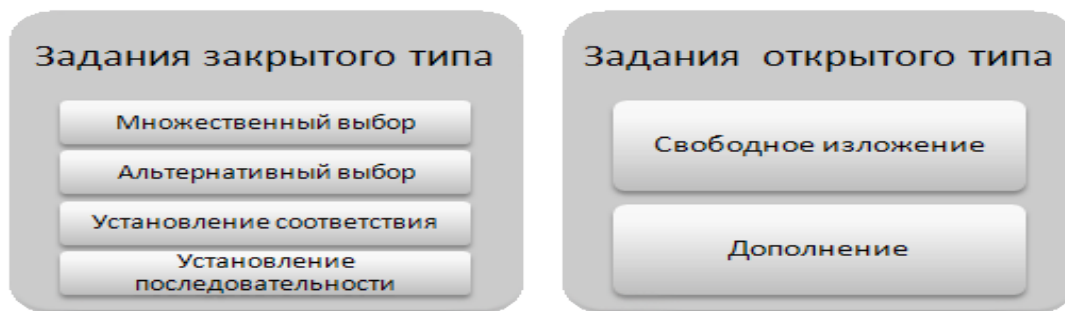 Задания закрытого типа
Множественный выбор
Альтернативный выбор
Установление соответствия
Установление
последовательности
Задания открытого типа
Свободное изложение
Дополнение